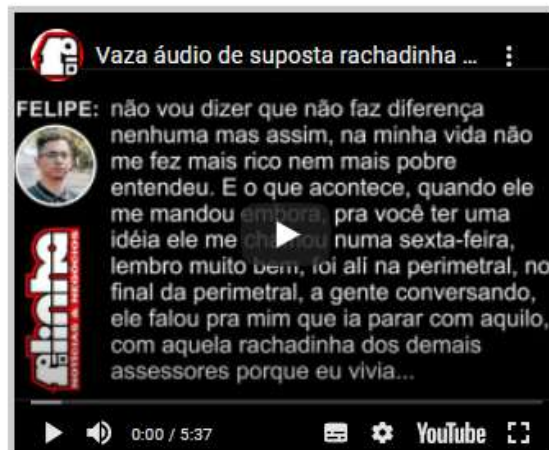 Vaza áudio de suposta rachadinha ...
FELIPE: não vou dizer que não faz diferença
nenhuma mas assim, na minha vida não
me fez mais rico nem mais pobre
entendeu. E o que acontece, quando ele
me mandou embora, pra você ter uma
idéia ele me chamou numa sexta-feira,
lembro muito bem, foi ali na perimetral, no
final da perimetral, a gente conversando,
ele falou pra mim que ia parar com aquilo,
com aquela rachadinha dos demais
assessores porque eu vivia...
NOTÍCIAS & NEGÓCIOS
0:00 / 5:37
YouTube